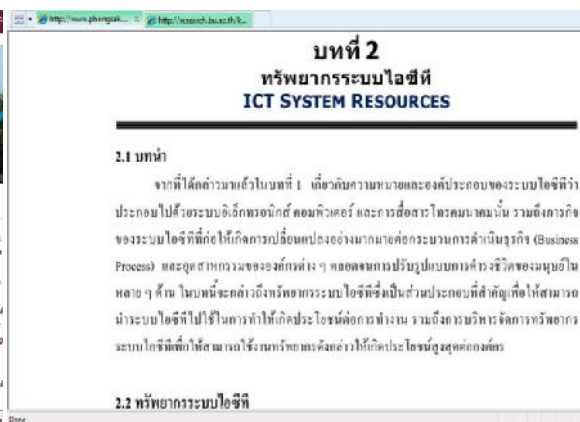 http://www.phengiak... http://research.bu.ac.th/k...
บทที่ 2
ทรัพยากรระบบไอซีที
ICT SYSTEM RESOURCES
2.1 บทนำ
จากที่ได้กล่าวมาแล้วในบทที่ 1 เกี่ยวกับความหมายและองค์ประกอบของระบบไอซีทีว่า
ประกอบไปด้วยระบบอิเล็กทรอนิกส์ คอมพิวเตอร์ และการสื่อสารโทรคมนาคมนั้น รวมถึงภารกิจ
ของระบบไอซีทีที่ก่อให้เกิดการเปลี่ยนแปลงอย่างมากมายต่อกระบวนการดำเนินธุรกิจ (Business
Process) และอุตสาหกรรมขององค์กรต่าง ๆ ตลอดจนการปรับรูปแบบการดำรงชีวิตของมนุษย์ใน
หลาย ๆ ด้าน ในบทนี้จะกล่าวถึงทรัพยากรระบบไอซีทีซึ่งเป็นส่วนประกอบที่สำคัญเพื่อให้สามารถ
นำระบบไอซีทีไปใช้ในการทำให้เกิดประโยชน์ต่อการทำงาน รวมถึงการบริหารจัดการทรัพยากร
ระบบไอซีทีเพื่อให้สามารถใช้งานทรัพยากรดังกล่าวให้เกิดประโยชน์สูงสุดต่อองค์กร
2.2 ทรัพยากรระบบไอซีที
Done